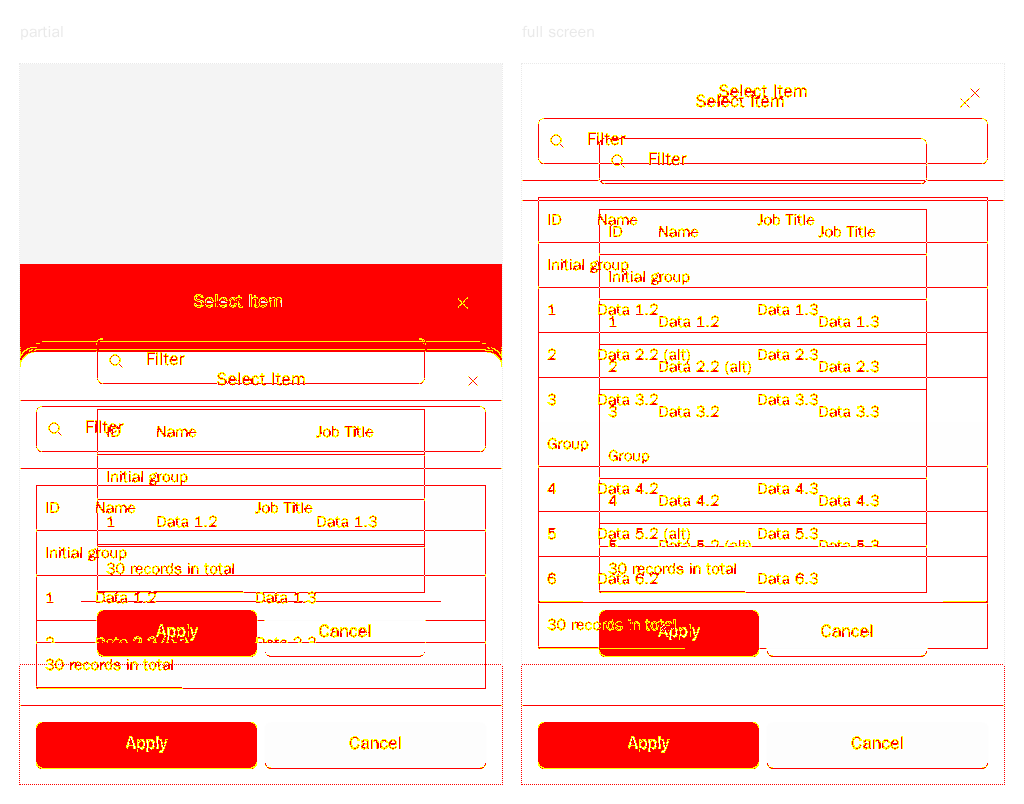 partial
full screen
Select Item
Filter
Select Item
Filter
ID Name Job Title
Initial group
ID Name Job Title
1 Data 1.2 Data 1.3
Initial group
30 records in total
1 Data 1.2 Data 1.3
Apply Cancel
30 records in total
Apply Cancel
Select Item
Select Item
Filter
Filter
ID Name Job Title
ID Name Job Title
Initial group
Initial group
1 Data 1.2 Data 1.3
1 Data 1.2 Data 1.3
2 Data 2.2 (alt) Data 2.3
2 Data 2.2 (alt) Data 2.3
3 Data 3.2 Data 3.3
3 Data 3.2 Data 3.3
Group
Group
4 Data 4.2 Data 4.3
4 Data 4.2 Data 4.3
5 Data 5.2 (alt) Data 5.3
5 Data 5.2 (alt) Data 5.3
30 records in total
6 Data 6.2 Data 6.3
30 records in total
Apply Cancel
Apply Cancel